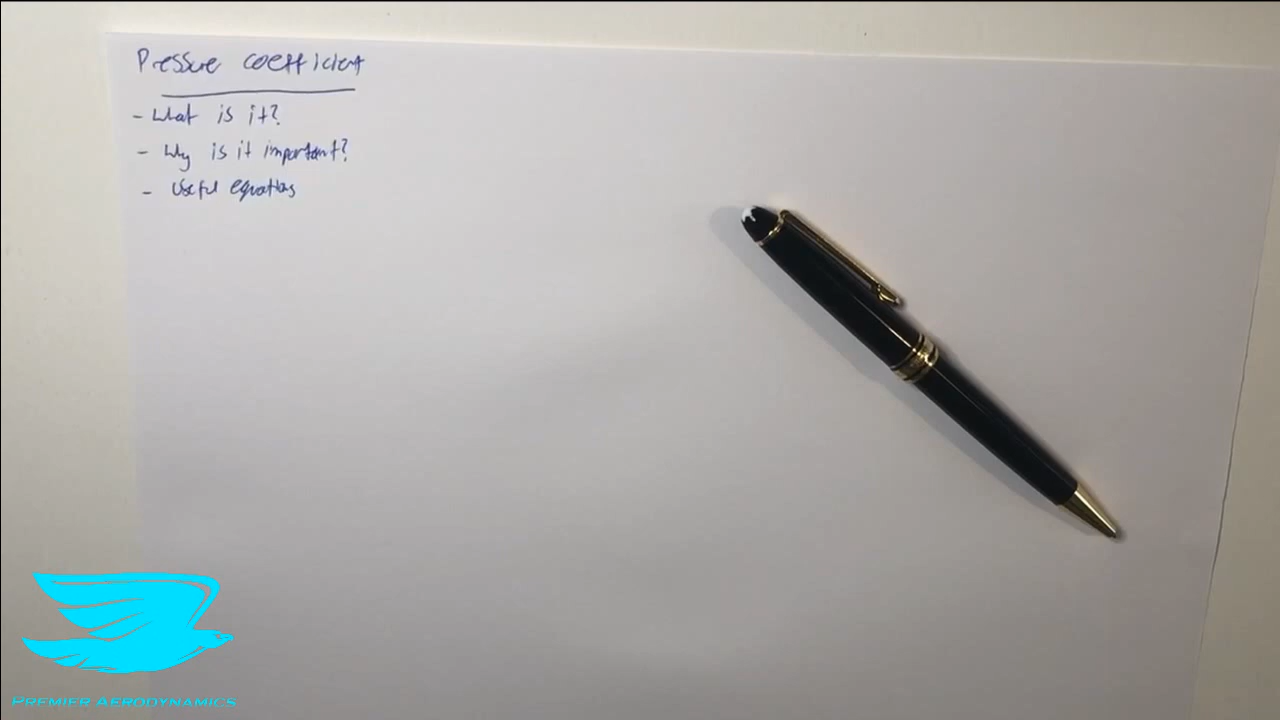 Pressure coefficient
- What is it?
- Why is it important?
- Useful equations
PREMIER AERODYNAMICS